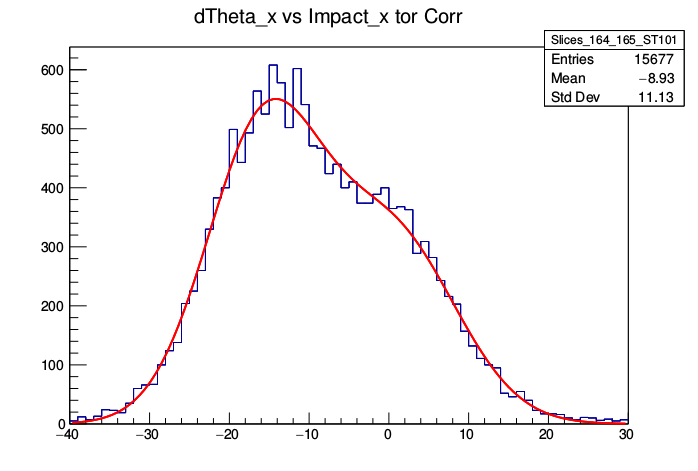 dTheta_x vs Impact_x tor Corr
Slices_164_165_ST101
Entries 15677
Mean −8.93
Std Dev 11.13
600
500
400
300
200
100
0
−40 −30 −20 −10 0 10 20 30